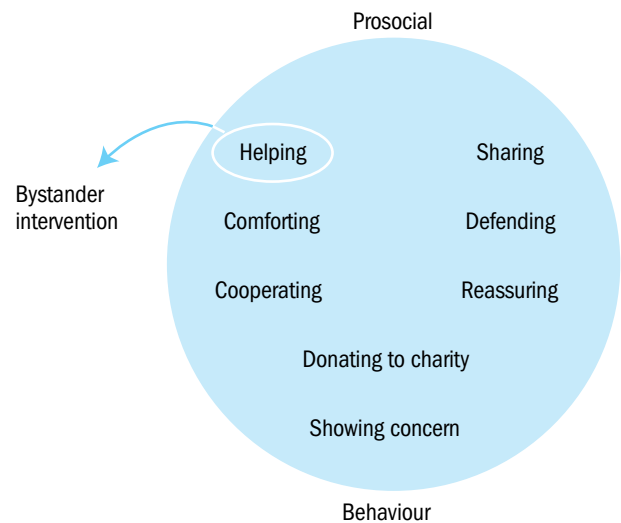 Prosocial
Helping
Sharing
Bystander
intervention
Comforting
Defending
Cooperating
Reassuring
Donating to charity
Showing concern
Behaviour